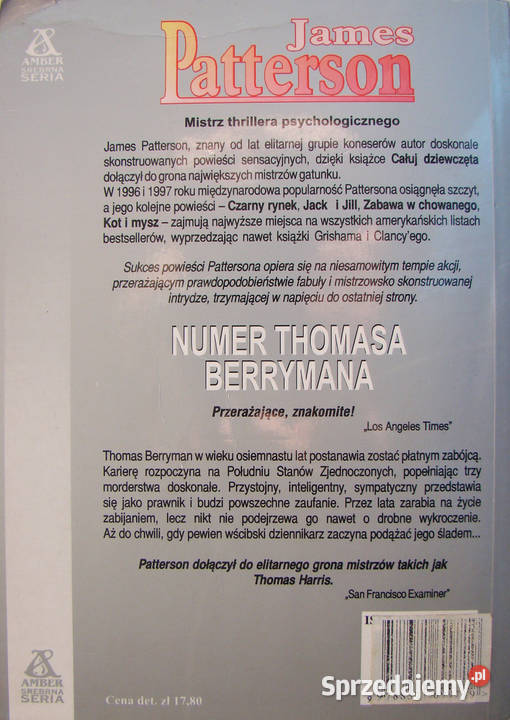 AMBER
SREBRNA
SERIA
James
Patterson
Mistrz thrillera psychologicznego
James Patterson, znany od lat elitarnej grupie koneserów autor doskonale
skonstruowanych powieści sensacyjnych, dzięki książce Całuj dziewczęta
dołączył do grona największych mistrzów gatunku.
W 1996 i 1997 roku międzynarodowa popularność Pattersona osiągnęła szczyt,
a jego kolejne powieści – Czarny rynek, Jack i Jill, Zabawa w chowanego,
Kot i mysz – zajmują najwyższe miejsca na wszystkich amerykańskich listach
bestsellerów, wyprzedzając nawet książki Grishama i Clancy'ego.
Sukces powieści Pattersona opiera się na niesamowitym tempie akcji,
przerażającym prawdopodobieństwie fabuły i mistrzowsko skonstruowanej
intrydze, trzymającej w napięciu do ostatniej strony.
NUMER THOMASA
BERRYMANA
Przerażające, znakomite!
„Los Angeles Times"
Thomas Berryman w wieku osiemnastu lat postanawia zostać płatnym zabójcą.
Karierę rozpoczyna na Południu Stanów Zjednoczonych, popełniając trzy
morderstwa doskonałe. Przystojny, inteligentny, sympatyczny przedstawia
się jako prawnik i budzi powszechne zaufanie. Przez lata zarabia na życie
zabijaniem, lecz nikt nie podejrzewa go nawet o drobne wykroczenie.
Aż do chwili, gdy pewien wścibski dziennikarz zaczyna podążać jego śladem...
Patterson dołączył do elitarnego grona mistrzów takich jak
Thomas Harris.
„San Francisco Examiner"
AMBER
SREBRNA
SERIA
Cena det. zł 17,80
Sprzedajemy.pl